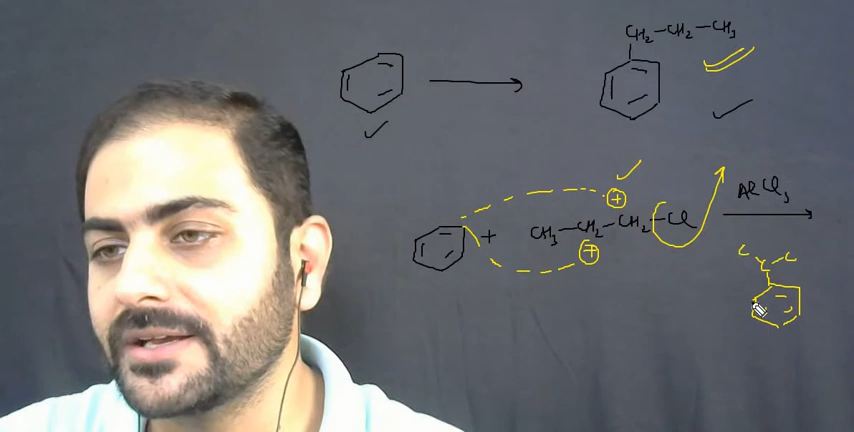 CH₂–CH₂–CH₃
+ CH₃–CH₂–CH₂–Cl
+
+
AlCl₃
C C
C